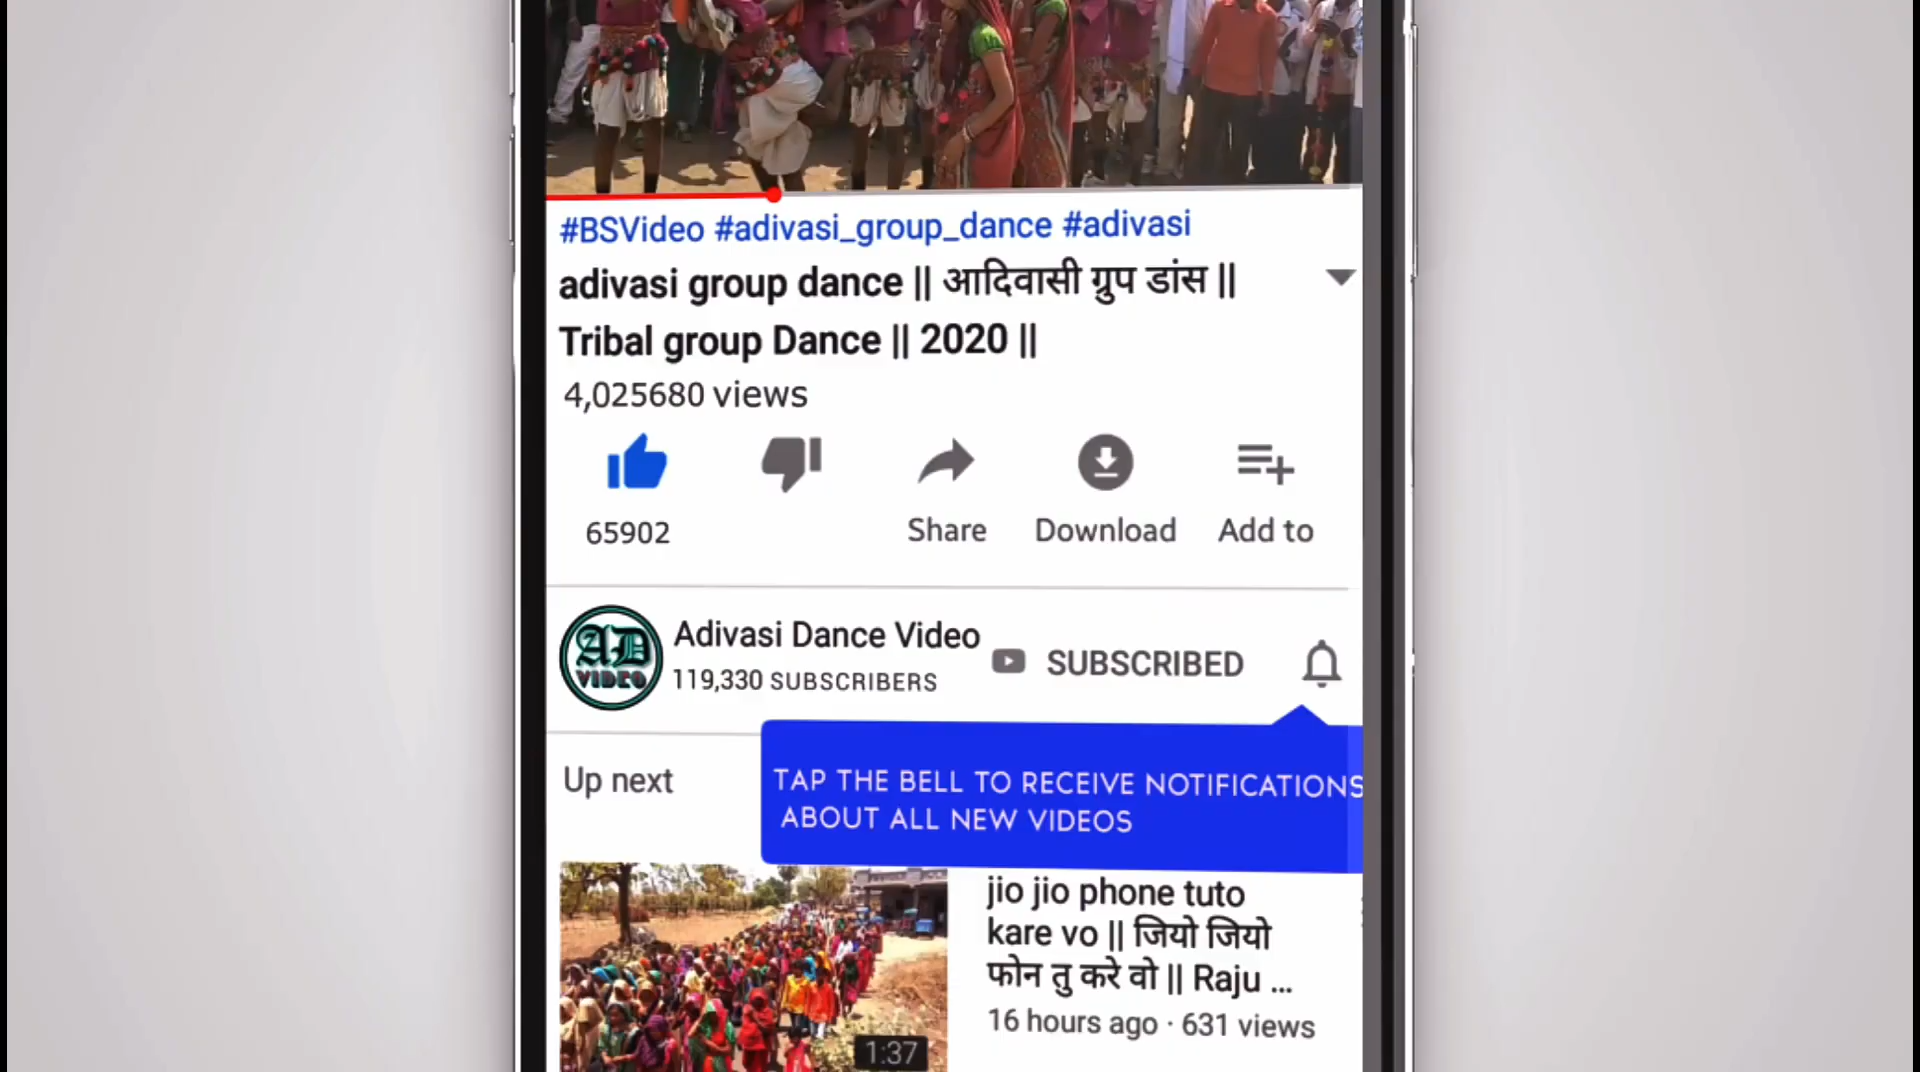 #BSVideo #adivasi_group_dance #adivasi
adivasi group dance || आदिवासी ग्रुप डांस ||
Tribal group Dance || 2020 ||
4,025680 views
65902
Share
Download
Add to
AD
VIDEO
Adivasi Dance Video
119,330 SUBSCRIBERS
SUBSCRIBED
Up next
TAP THE BELL TO RECEIVE NOTIFICATIONS
ABOUT ALL NEW VIDEOS
1:37
jio jio phone tuto
kare vo || जियो जियो
फोन तु करे वो || Raju ...
16 hours ago · 631 views